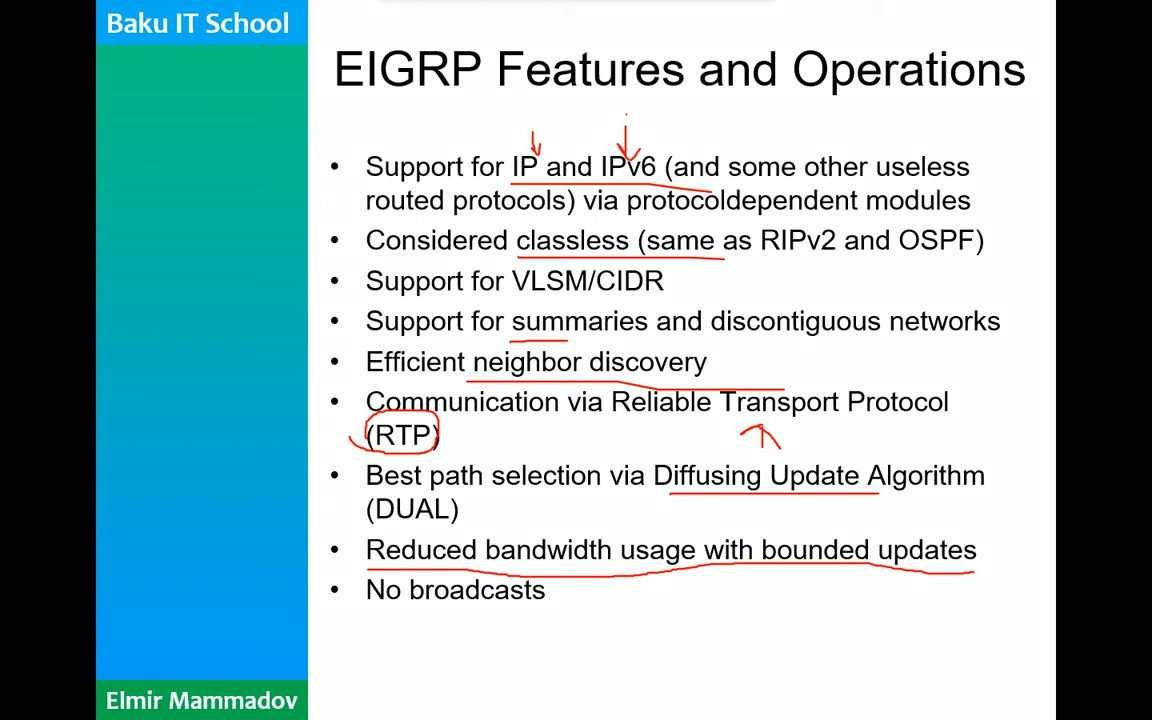 Baku IT School
EIGRP Features and Operations
• Support for IP and IPv6 (and some other useless
routed protocols) via protocoldependent modules
• Considered classless (same as RIPv2 and OSPF)
• Support for VLSM/CIDR
• Support for summaries and discontiguous networks
• Efficient neighbor discovery
• Communication via Reliable Transport Protocol
(RTP)
• Best path selection via Diffusing Update Algorithm
(DUAL)
• Reduced bandwidth usage with bounded updates
• No broadcasts
Elmir Mammadov